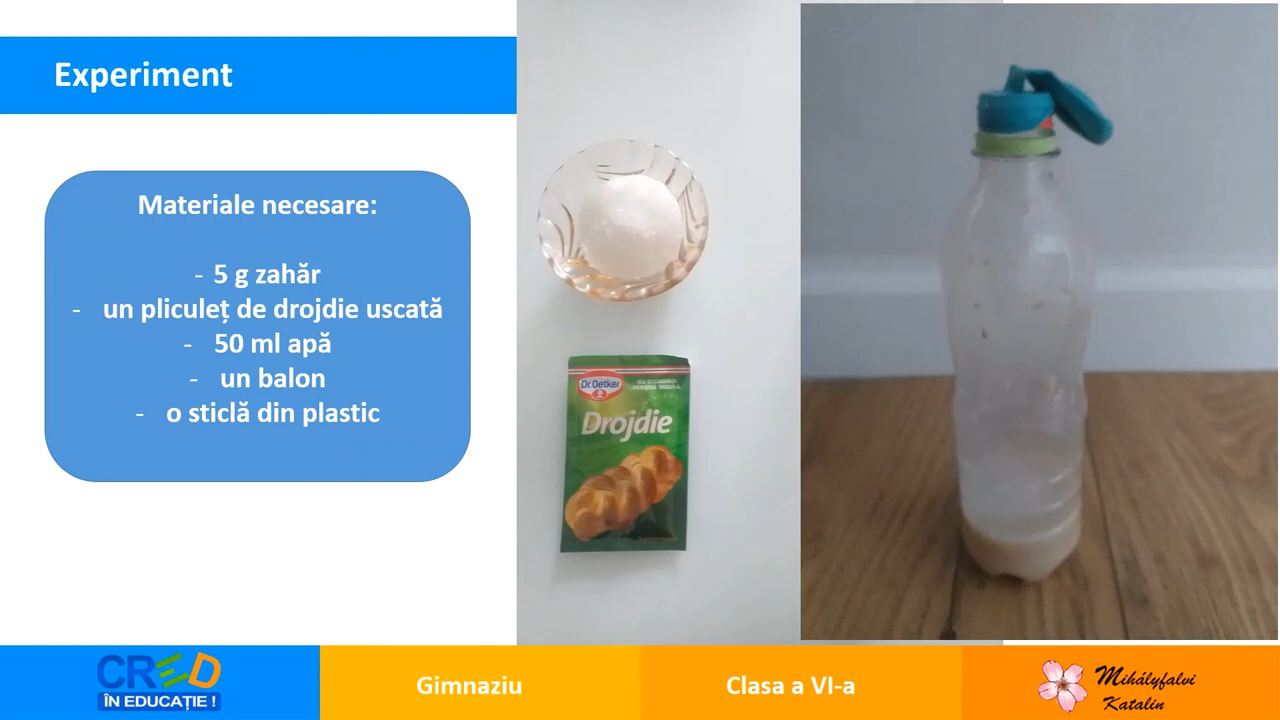 Experiment
Materiale necesare:
- 5 g zahăr
- un pliculeț de drojdie uscată
- 50 ml apă
- un balon
- o sticlă din plastic
Dr. Oetker
Drojdie
CRED
ÎN EDUCAȚIE !
Gimnaziu
Clasa a VI-a
Mihályfalvi
Katalin